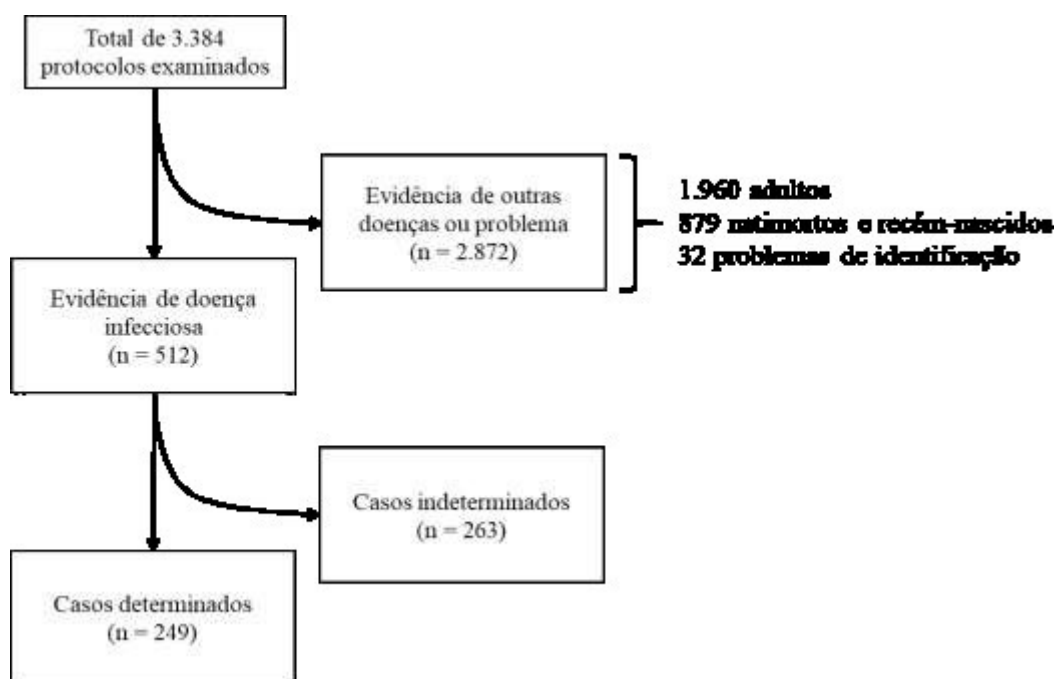 Total de 3.384
protocolos examinados
Evidência de outras
doenças ou problema
(n = 2.872)
1.960 adultos
879 natimortos e recém-nascidos
32 problemas de identificação
Evidência de doença
infecciosa
(n = 512)
Casos indeterminados
(n = 263)
Casos determinados
(n = 249)